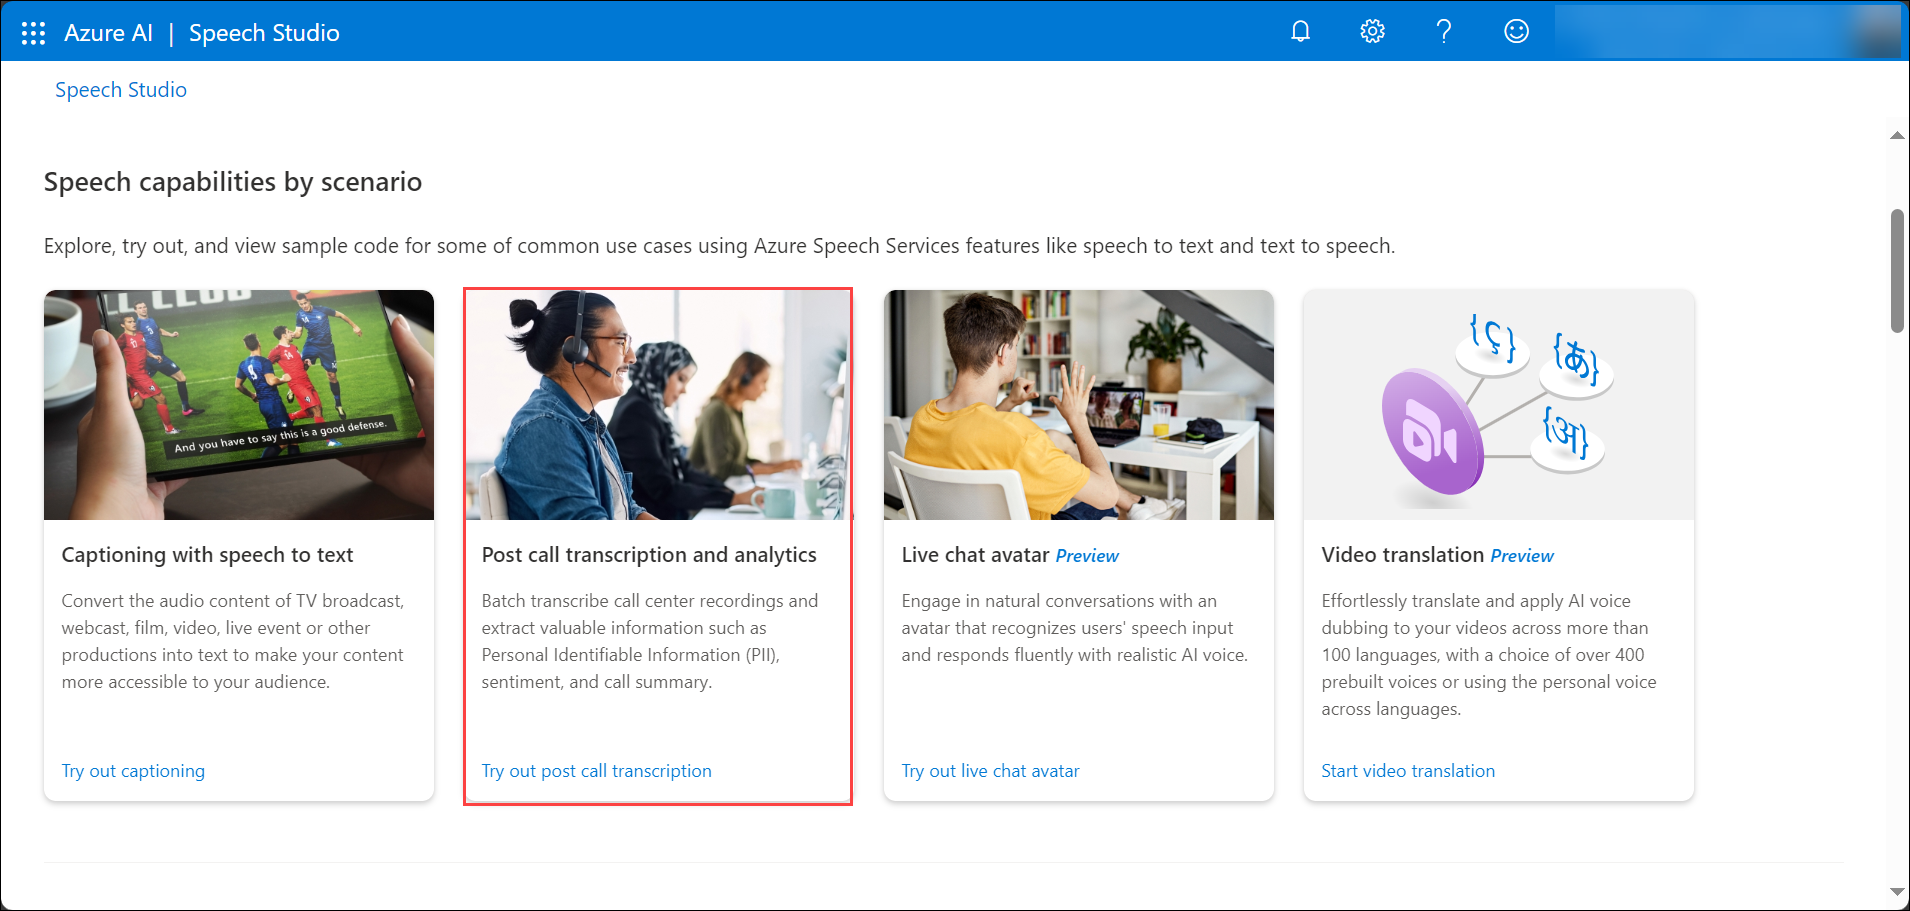 Azure AI | Speech Studio
Speech Studio
Speech capabilities by scenario
Explore, try out, and view sample code for some of common use cases using Azure Speech Services features like speech to text and text to speech.
And you have to say this is a good defense.
Captioning with speech to text
Convert the audio content of TV broadcast,
webcast, film, video, live event or other
productions into text to make your content
more accessible to your audience.
Try out captioning
Post call transcription and analytics
Batch transcribe call center recordings and
extract valuable information such as
Personal Identifiable Information (PII),
sentiment, and call summary.
Try out post call transcription
Live chat avatar Preview
Engage in natural conversations with an
avatar that recognizes users' speech input
and responds fluently with realistic AI voice.
Try out live chat avatar
{ও}
{あ}
{अ}
Video translation Preview
Effortlessly translate and apply AI voice
dubbing to your videos across more than
100 languages, with a choice of over 400
prebuilt voices or using the personal voice
across languages.
Start video translation